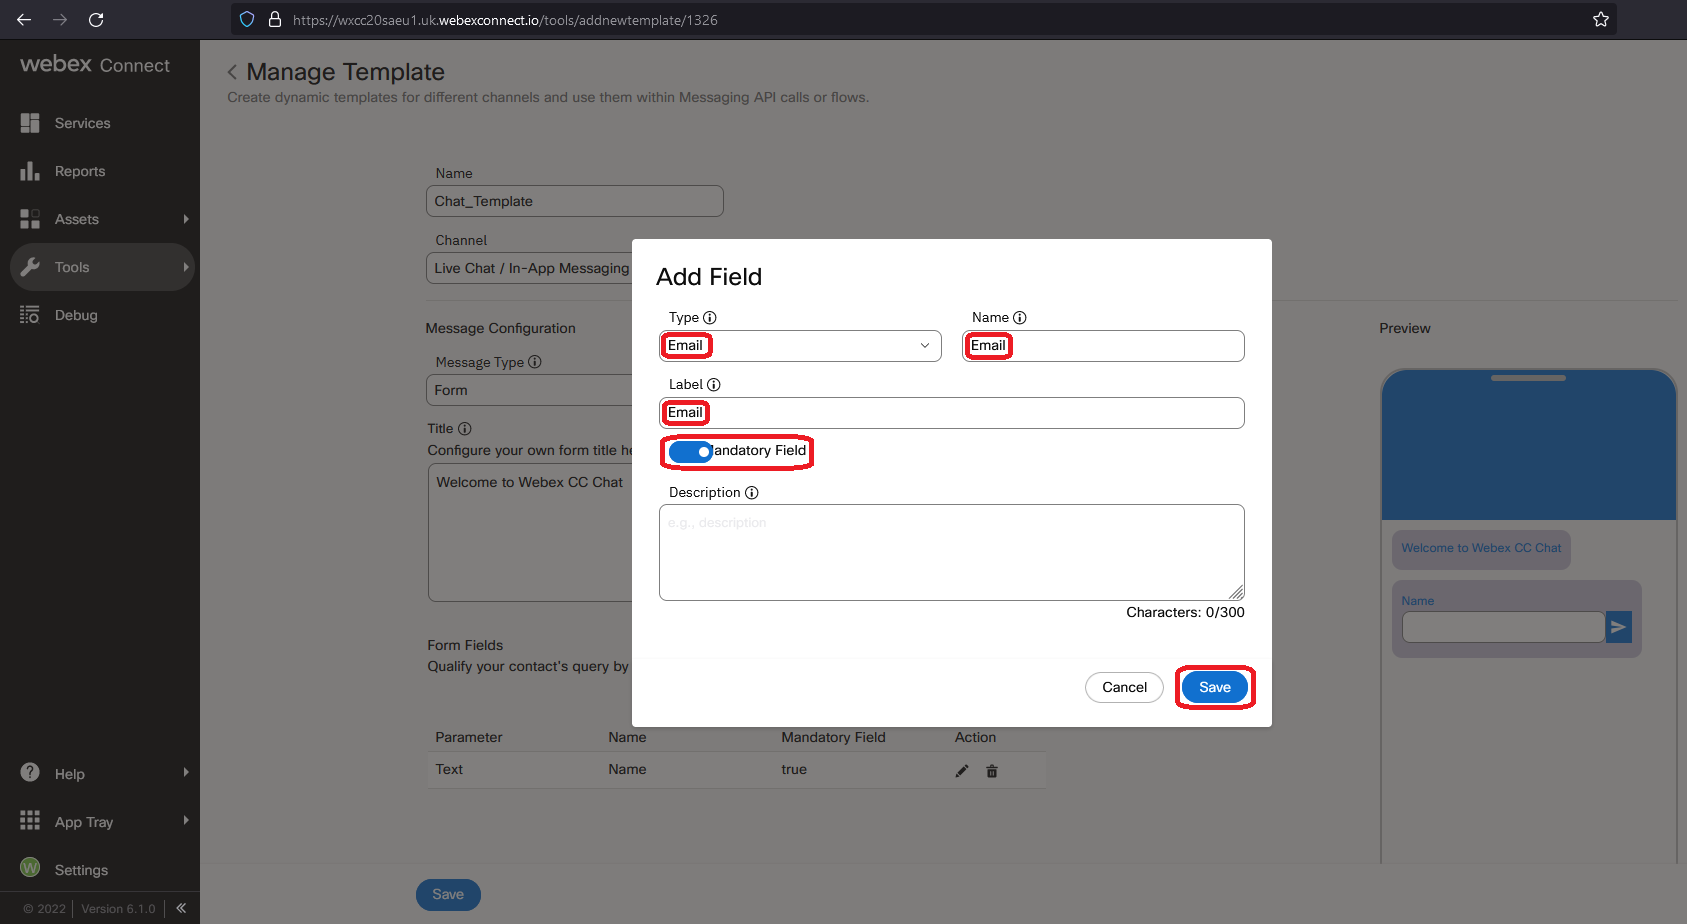 https://wxcc20saeu1.uk.webexconnect.io/tools/addnewtemplate/1326
webex Connect
Services
Reports
Assets
Tools
Debug
Help
App Tray
W Settings
© 2022 | Version 6.1.0
Manage Template
Create dynamic templates for different channels and use them within Messaging API calls or flows.
Name
Chat_Template
Channel
Live Chat / In-App Messaging
Message Configuration
Message Type
Form
Title
Configure your own form title he
Welcome to Webex CC Chat
Form Fields
Qualify your contact's query by
Parameter Name Mandatory Field Action
Text Name true
Save
Add Field
Type Name
Email Email
Label
Email
andatory Field
Description
e.g., description
Characters: 0/300
Cancel Save
Preview
Welcome to Webex CC Chat
Name